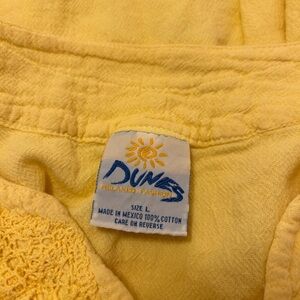 DUNES
SIZE L
MADE IN MEXICO 100% COTTON
CARE ON REVERSE